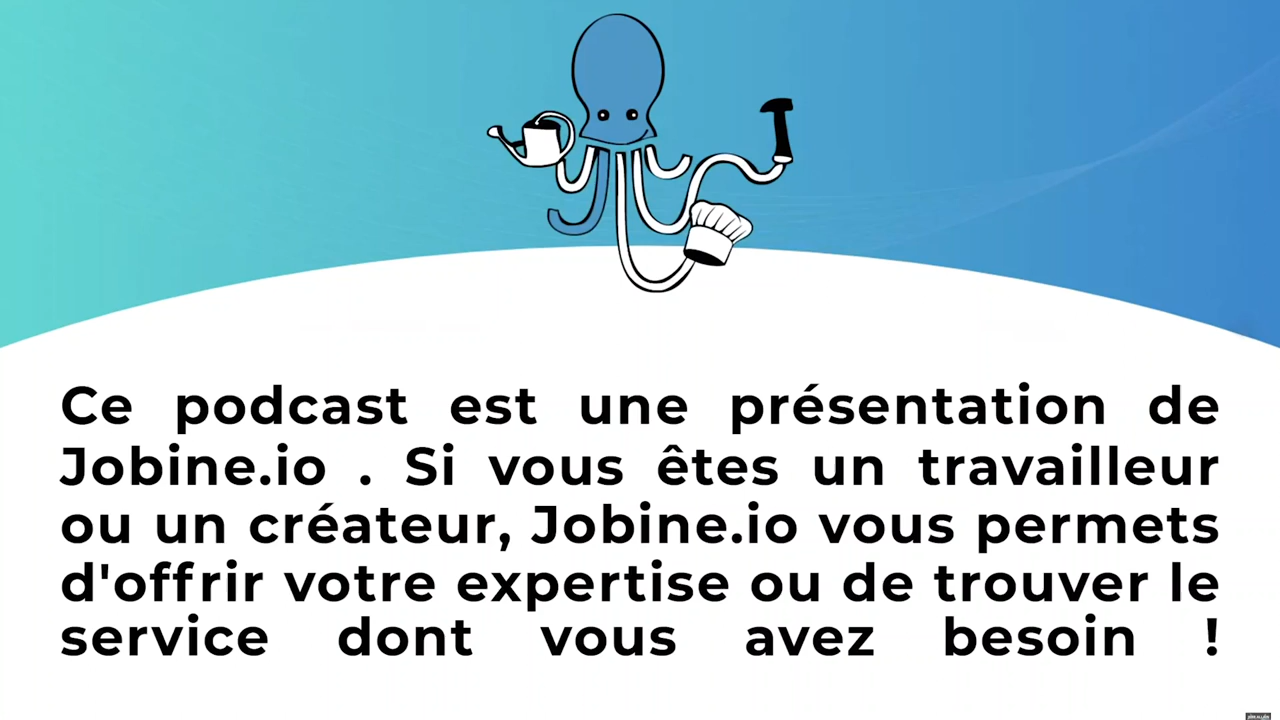 Ce podcast est une présentation de
Jobine.io . Si vous êtes un travailleur
ou un créateur, Jobine.io vous permets
d'offrir votre expertise ou de trouver le
service dont vous avez besoin !